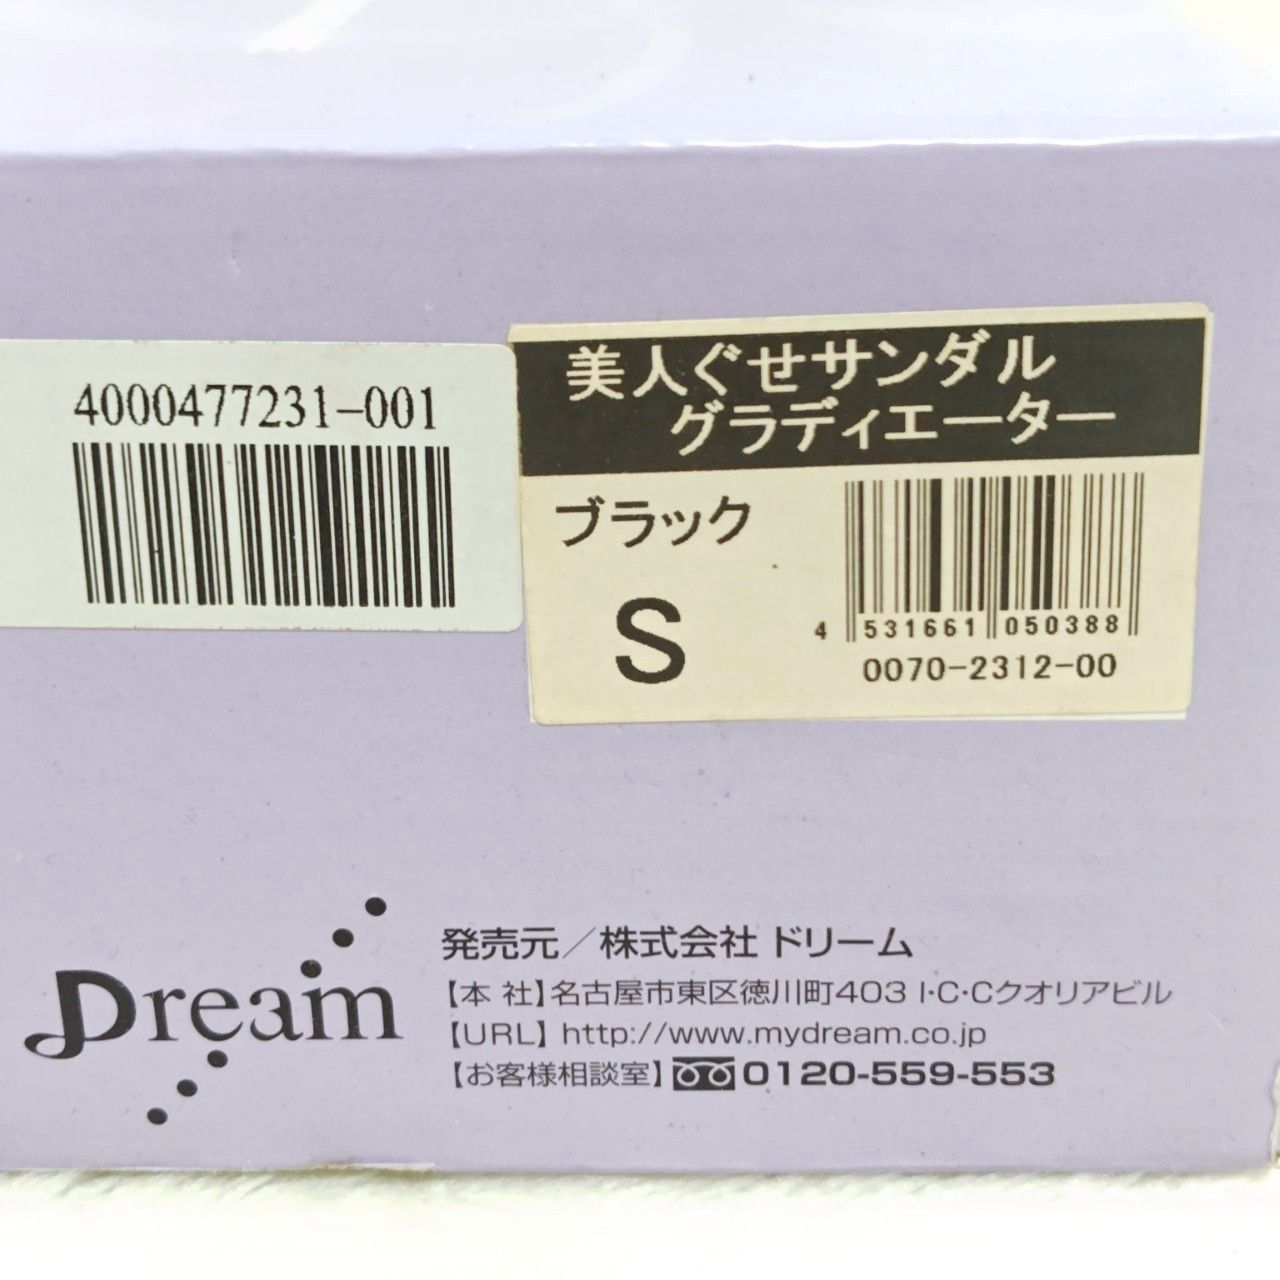 4000477231-001
美人ぐせサンダル
グラディエーター
ブラック
S
4 531661 050388
0070-2312-00
Dream
発売元／株式会社 ドリーム
【本 社】名古屋市東区徳川町403 I・C・Cクオリアビル
【URL】http://www.mydream.co.jp
【お客様相談室】0120-559-553